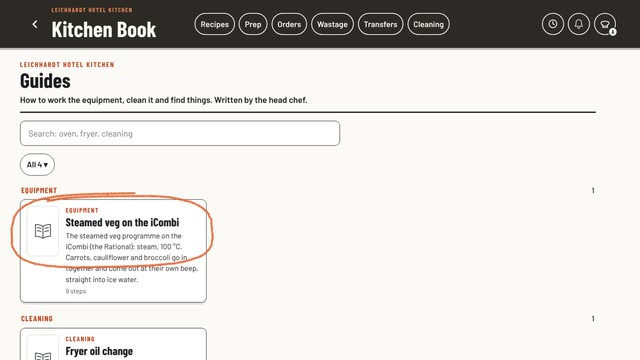 LEICHHARDT HOTEL KITCHEN
Kitchen Book
Recipes
Prep
Orders
Wastage
Transfers
Cleaning
LEICHHARDT HOTEL KITCHEN
Guides
How to work the equipment, clean it and find things. Written by the head chef.
Search: oven, fryer, cleaning
All 4 ▾
EQUIPMENT
1
EQUIPMENT
Steamed veg on the iCombi
The steamed veg programme on the
iCombi (the Rational): steam, 100 °C.
Carrots, cauliflower and broccoli go in
together and come out at their own beep,
straight into ice water.
9 steps
CLEANING
1
CLEANING
Fryer oil change